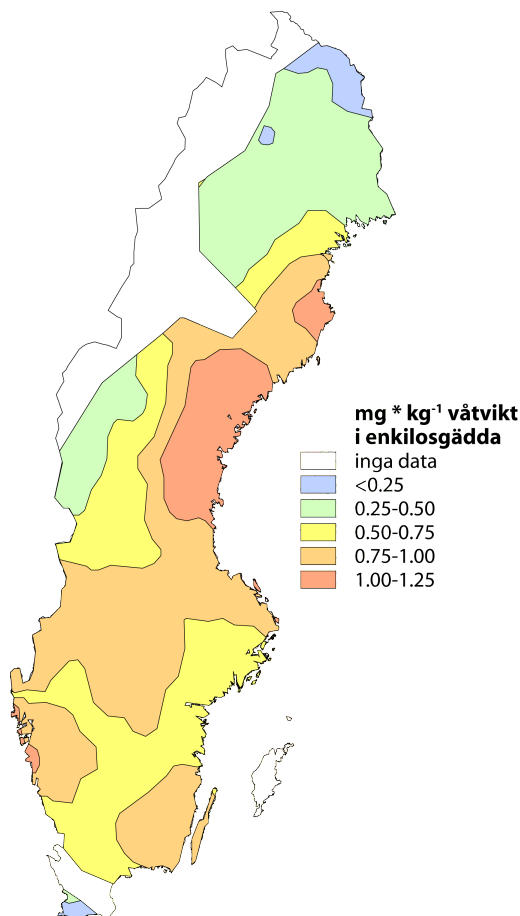 mg * kg⁻¹ våtvikt
i enkilosgädda
inga data
<0.25
0.25-0.50
0.50-0.75
0.75-1.00
1.00-1.25